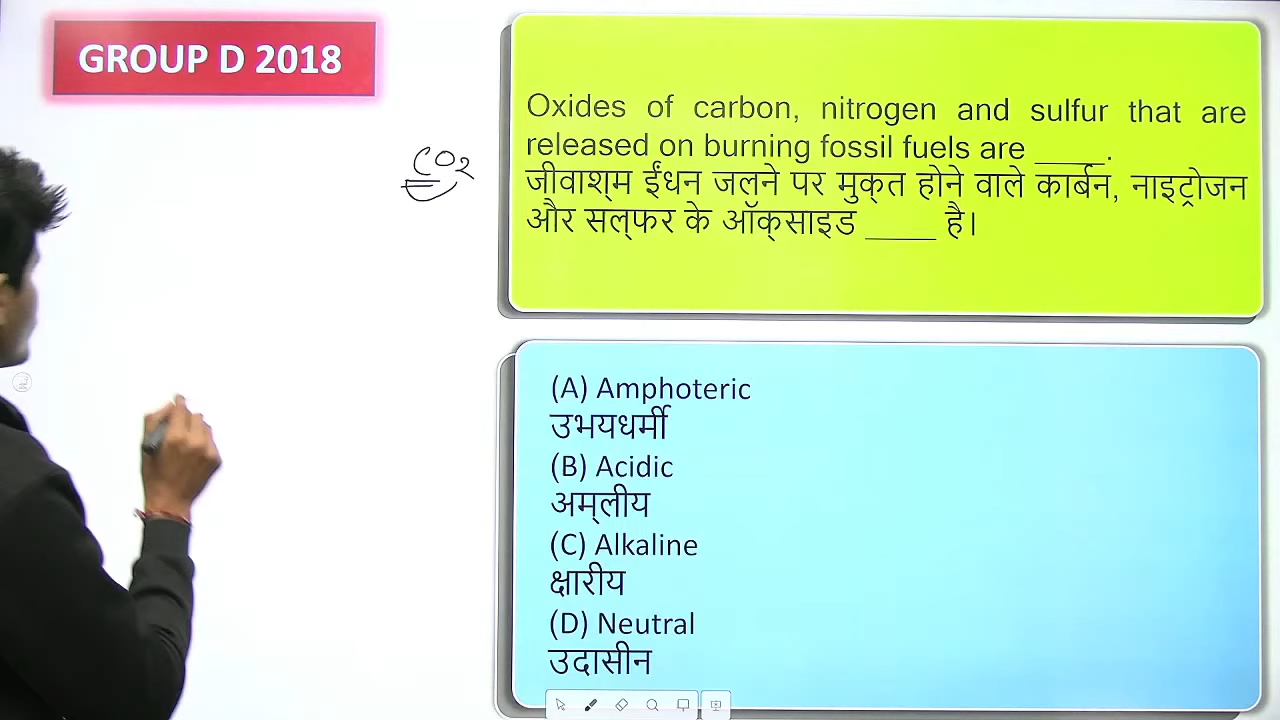 GROUP D 2018
CO2
Oxides of carbon, nitrogen and sulfur that are
released on burning fossil fuels are ____.
जीवाश्म ईंधन जलने पर मुक्त होने वाले कार्बन, नाइट्रोजन
और सल्फर के ऑक्साइड ____ है।
(A) Amphoteric
उभयधर्मी
(B) Acidic
अम्लीय
(C) Alkaline
क्षारीय
(D) Neutral
उदासीन